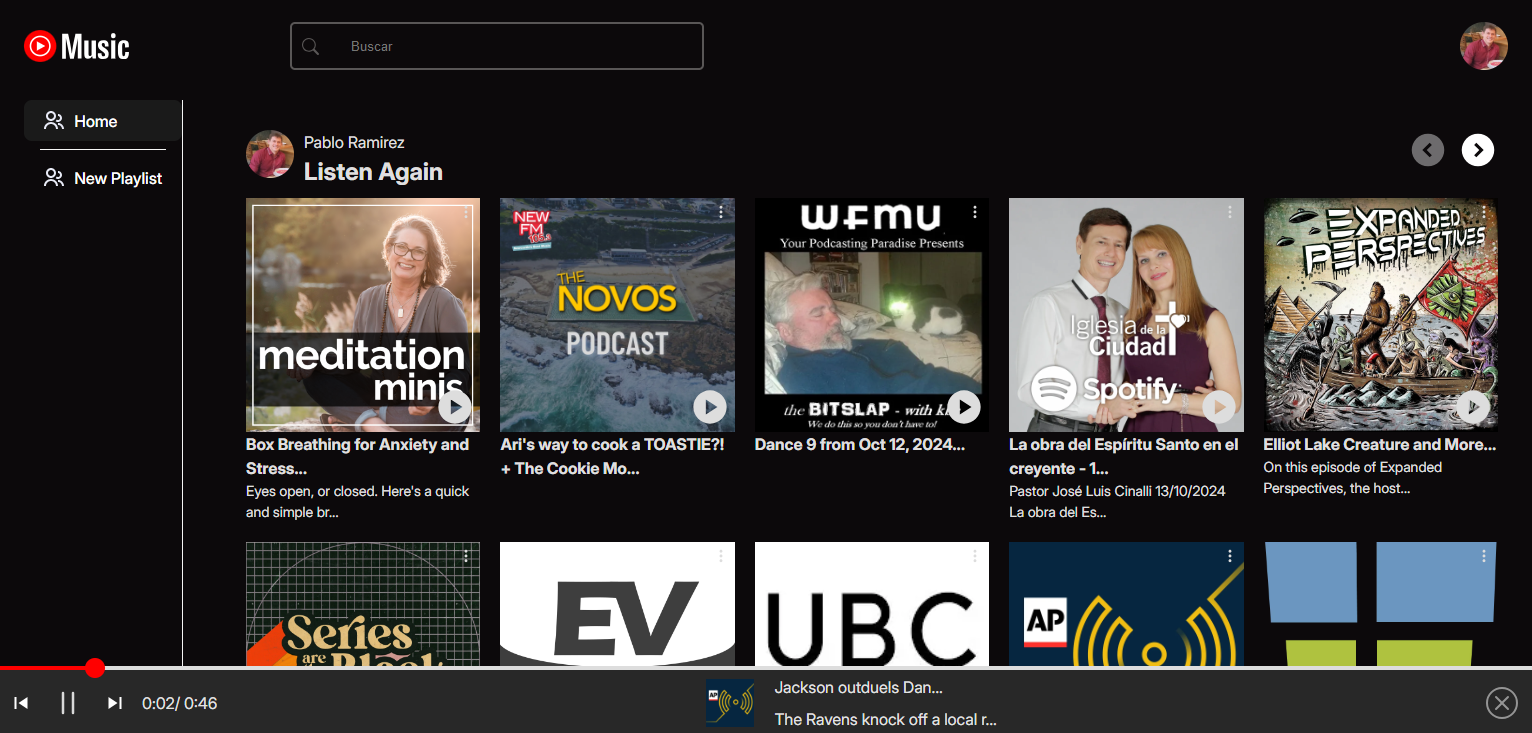 Music
Buscar
Home
New Playlist
Pablo Ramirez
Listen Again
meditation
minis
NEW
FM
105.3
THE
NOVOS
PODCAST
WFMU
Your Podcasting Paradise Presents
the BITSLAP - with k
We do this so you don't have to!
Iglesia de la
Ciudad
Spotify
EXPANDED
PERSPECTIVES
Box Breathing for Anxiety and
Stress...
Eyes open, or closed. Here's a quick
and simple br...
Ari's way to cook a TOASTIE?!
+ The Cookie Mo...
Dance 9 from Oct 12, 2024...
La obra del Espíritu Santo en el
creyente - 1...
Pastor José Luis Cinalli 13/10/2024
La obra del Es...
Elliot Lake Creature and More...
On this episode of Expanded
Perspectives, the host...
Series
are
EV
UBC
AP
0:02/ 0:46
AP
Jackson outduels Dan...
The Ravens knock off a local r...